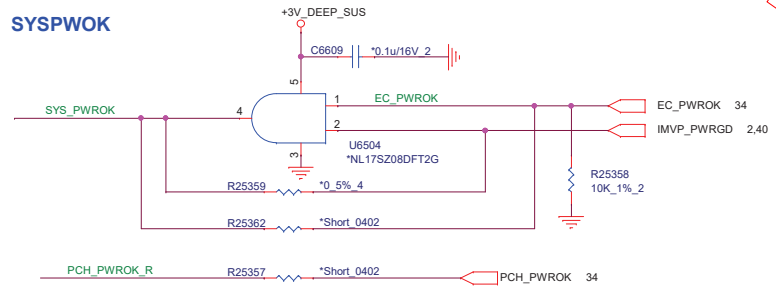 SYSPWOK
+3V_DEEP_SUS
C6609 *0.1u/16V_2
5
SYS_PWROK 4 1 EC_PWROK EC_PWROK 34
2 IMVP_PWRGD 2,40
3
U6504
*NL17SZ08DFT2G
R25358
10K_1%_2
R25359 *0_5%_4
R25362 *Short_0402
PCH_PWROK_R R25357 *Short_0402 PCH_PWROK 34